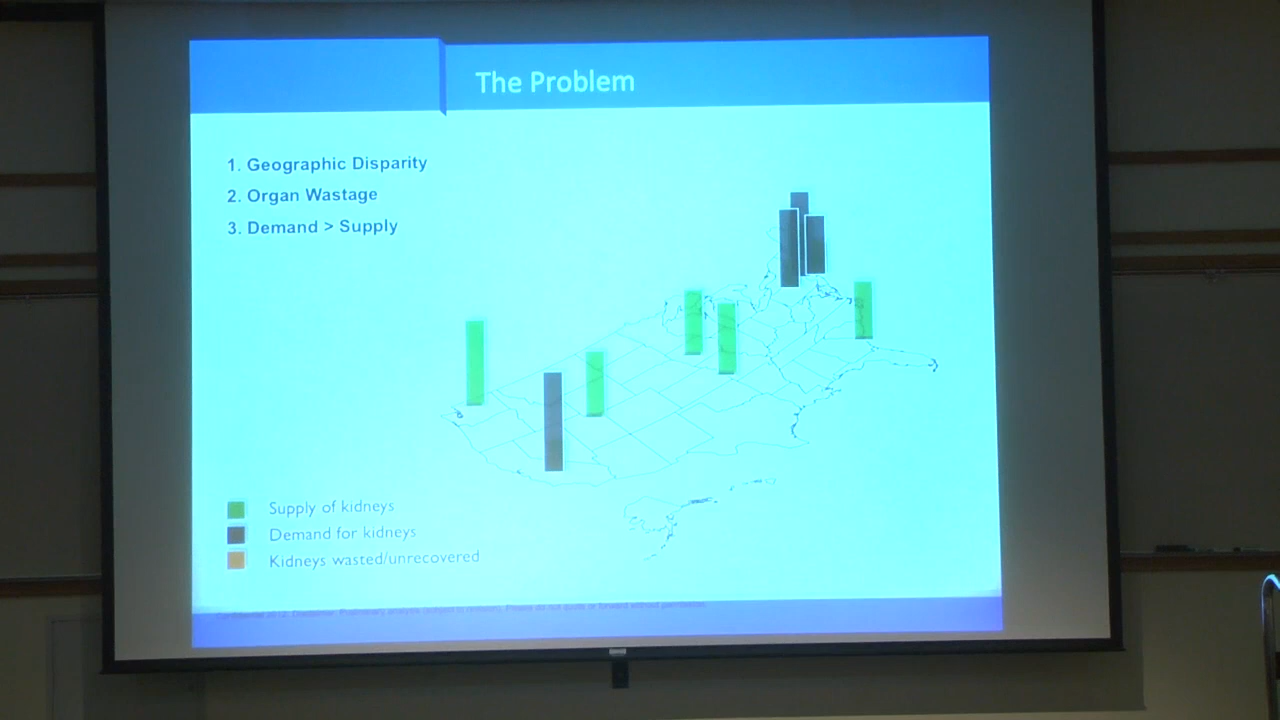 The Problem
1. Geographic Disparity
2. Organ Wastage
3. Demand > Supply
Supply of kidneys
Demand for kidneys
Kidneys wasted/unrecovered